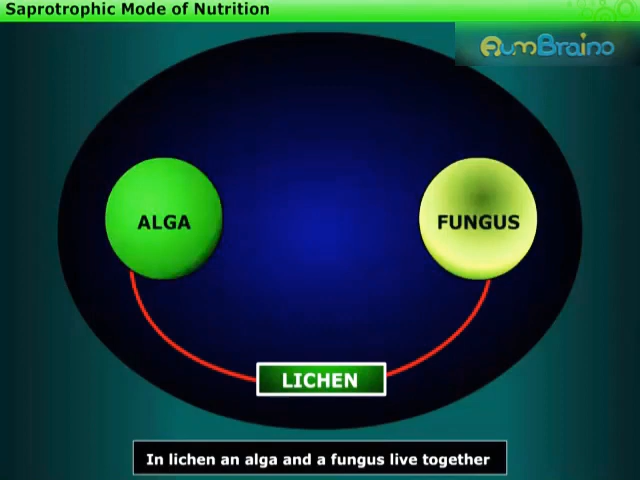 Saprotrophic Mode of Nutrition
AumBraino
ALGA
FUNGUS
LICHEN
In lichen an alga and a fungus live together